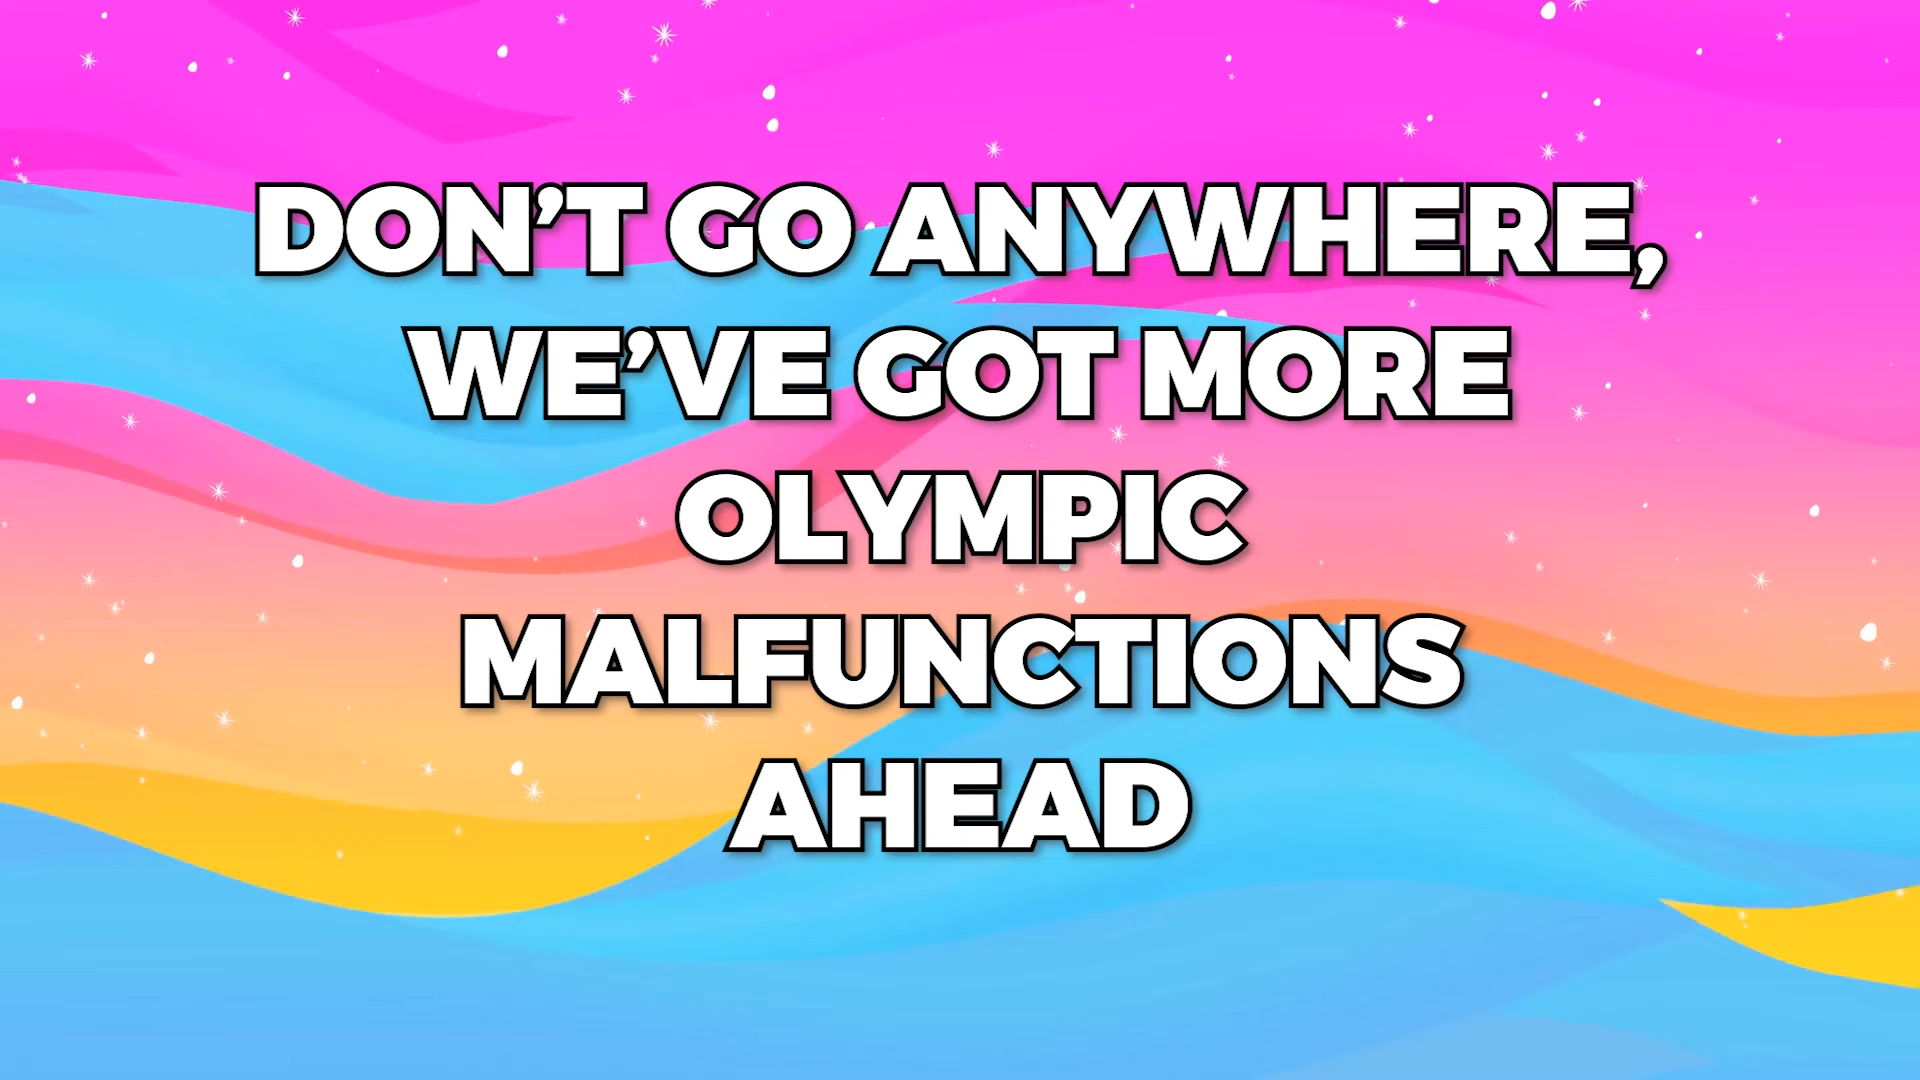 DON’T GO ANYWHERE,
WE’VE GOT MORE
OLYMPIC
MALFUNCTIONS
AHEAD